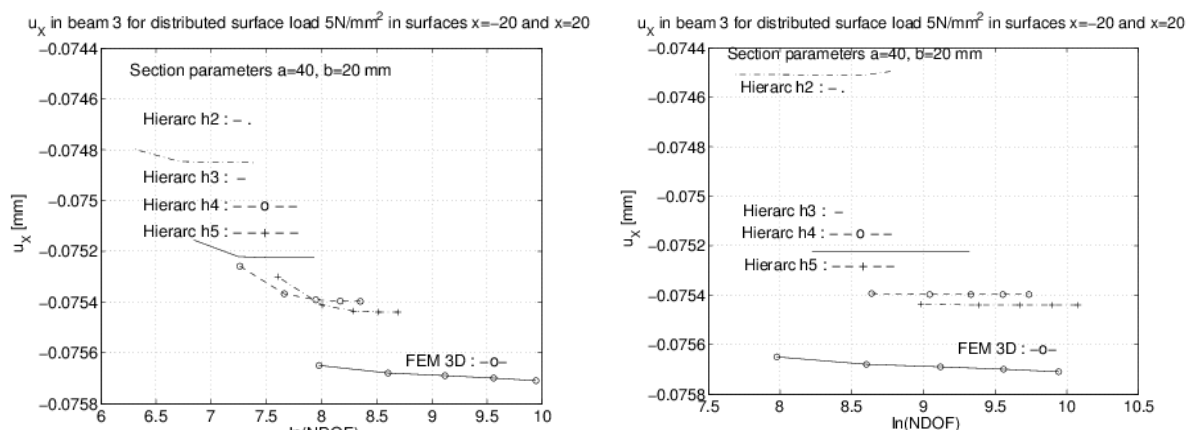 u_x in beam 3 for distributed surface load 5N/mm² in surfaces x=−20 and x=20
−0.0744
Section parameters a=40, b=20 mm
−0.0746
Hierarc h2 : − .
−0.0748
Hierarc h3 : −
−0.075
Hierarc h4 : − − o − − −
Hierarc h5 : − − + − − −
u_x [mm]
−0.0752
−0.0754
−0.0756
FEM 3D : −o−
−0.0758
6 6.5 7 7.5 8 8.5 9 9.5 10
ln(NDOF)
u_x in beam 3 for distributed surface load 5N/mm² in surfaces x=−20 and x=20
−0.0744
Section parameters a=40, b=20 mm
Hierarc h2 : − .
−0.0746
−0.0748
−0.075
Hierarc h3 : −
Hierarc h4 : − − o − − −
u_x [mm]
−0.0752
Hierarc h5 : − − + − − −
−0.0754
−0.0756
FEM 3D : −o−
−0.0758
7.5 8 8.5 9 9.5 10 10.5
ln(NDOF)